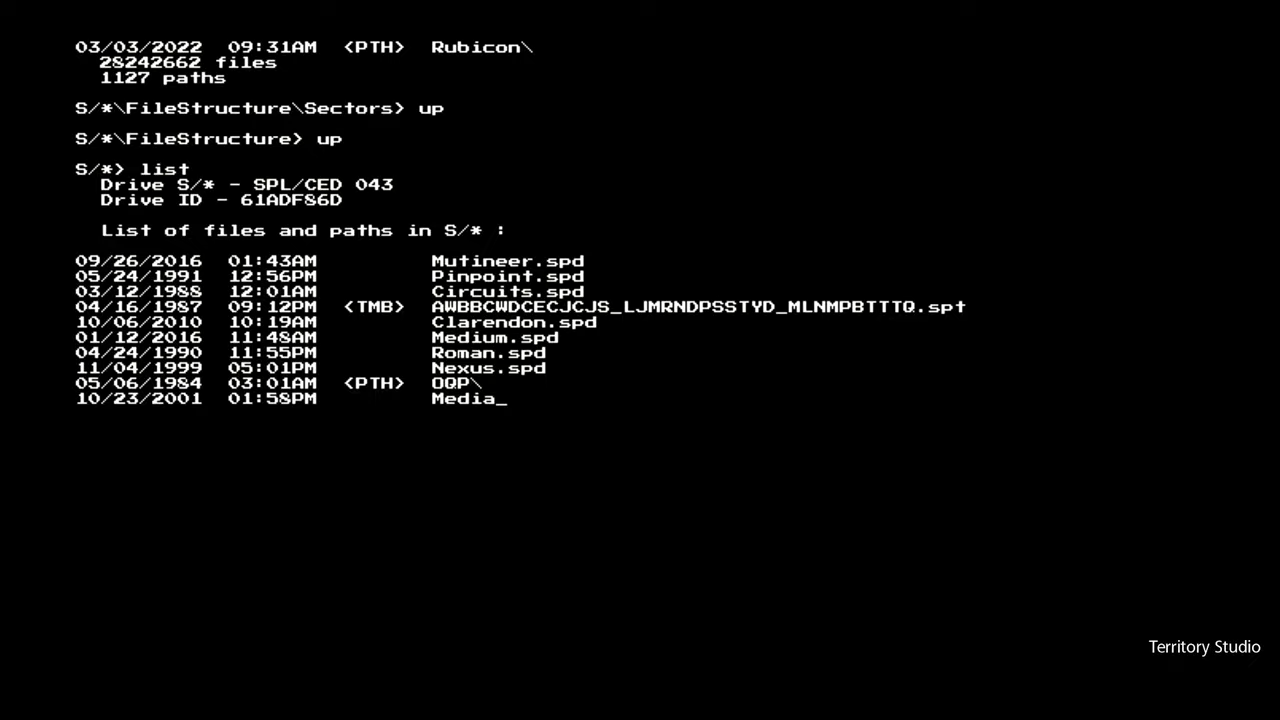 03/03/2022 09:31AM <PTH> Rubicon\
28242662 files
1127 paths
S/*\FileStructure\Sectors> up
S/*\FileStructure> up
S/*> list
Drive S/* - SPL/CED 043
Drive ID - 61ADF86D
List of files and paths in S/* :
09/26/2016 01:43AM Mutineer.spd
05/24/1991 12:56PM Pinpoint.spd
03/12/1988 12:01AM Circuits.spd
04/16/1987 09:12PM <TMB> AWBBCWDCECJCJS_LJMRNDPSSTYD_MLNMPBTTTQ.spt
10/06/2010 10:19AM Clarendon.spd
01/12/2016 11:48AM Medium.spd
04/24/1990 11:55PM Roman.spd
11/04/1999 05:01PM Nexus.spd
05/06/1984 03:01AM <PTH> OQP\
10/23/2001 01:58PM Media_
Territory Studio